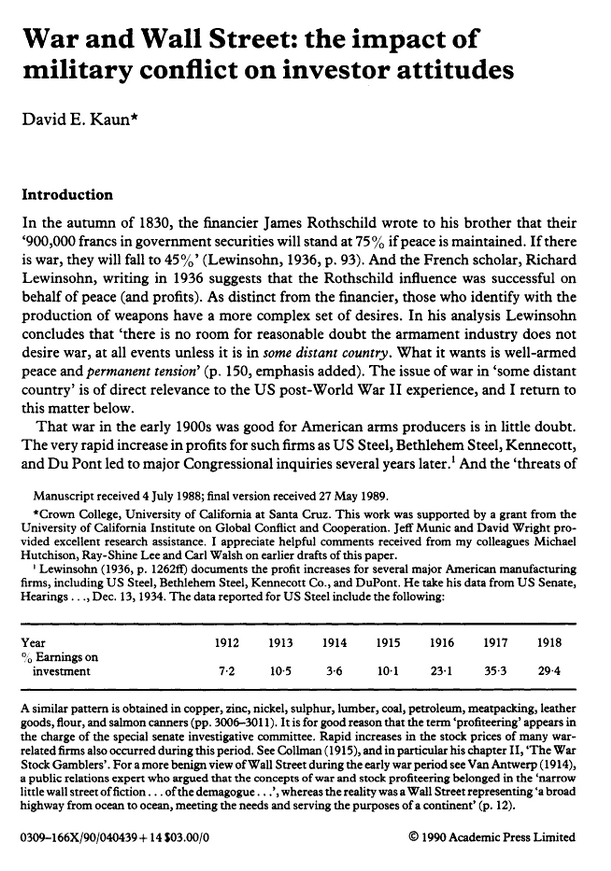 War and Wall Street: the impact of
military conflict on investor attitudes
David E. Kaun*
Introduction
In the autumn of 1830, the financier James Rothschild wrote to his brother that their
‘900,000 francs in government securities will stand at 75% if peace is maintained. If there
is war, they will fall to 45%’ (Lewinsohn, 1936, p. 93). And the French scholar, Richard
Lewinsohn, writing in 1936 suggests that the Rothschild influence was successful on
behalf of peace (and profits). As distinct from the financier, those who identify with the
production of weapons have a more complex set of desires. In his analysis Lewinsohn
concludes that ‘there is no room for reasonable doubt the armament industry does not
desire war, at all events unless it is in some distant country. What it wants is well-armed
peace and permanent tension’ (p. 150, emphasis added). The issue of war in ‘some distant
country’ is of direct relevance to the US post-World War II experience, and I return to
this matter below.
That war in the early 1900s was good for American arms producers is in little doubt.
The very rapid increase in profits for such firms as US Steel, Bethlehem Steel, Kennecott,
and Du Pont led to major Congressional inquiries several years later.¹ And the ‘threats of
Manuscript received 4 July 1988; final version received 27 May 1989.
*Crown College, University of California at Santa Cruz. This work was supported by a grant from the
University of California Institute on Global Conflict and Cooperation. Jeff Munic and David Wright pro-
vided excellent research assistance. I appreciate helpful comments received from my colleagues Michael
Hutchison, Ray-Shine Lee and Carl Walsh on earlier drafts of this paper.
¹ Lewinsohn (1936, p. 1262ff) documents the profit increases for several major American manufacturing
firms, including US Steel, Bethlehem Steel, Kennecott Co., and DuPont. He take his data from US Senate,
Hearings . . ., Dec. 13, 1934. The data reported for US Steel include the following:
Year 1912 1913 1914 1915 1916 1917 1918
% Earnings on
investment 7·2 10·5 3·6 10·1 23·1 35·3 29·4
A similar pattern is obtained in copper, zinc, nickel, sulphur, lumber, coal, petroleum, meatpacking, leather
goods, flour, and salmon canners (pp. 3006–3011). It is for good reason that the term ‘profiteering’ appears in
the charge of the special senate investigative committee. Rapid increases in the stock prices of many war-
related firms also occurred during this period. See Collman (1915), and in particular his chapter II, ‘The War
Stock Gamblers’. For a more benign view of Wall Street during the early war period see Van Antwerp (1914),
a public relations expert who argued that the concepts of war and stock profiteering belonged in the ‘narrow
little wall street of fiction . . . of the demagogue . . .’, whereas the reality was a Wall Street representing ‘a broad
highway from ocean to ocean, meeting the needs and serving the purposes of a continent’ (p. 12).
0309-166X/90/040439 + 14 $03.00/0 © 1990 Academic Press Limited